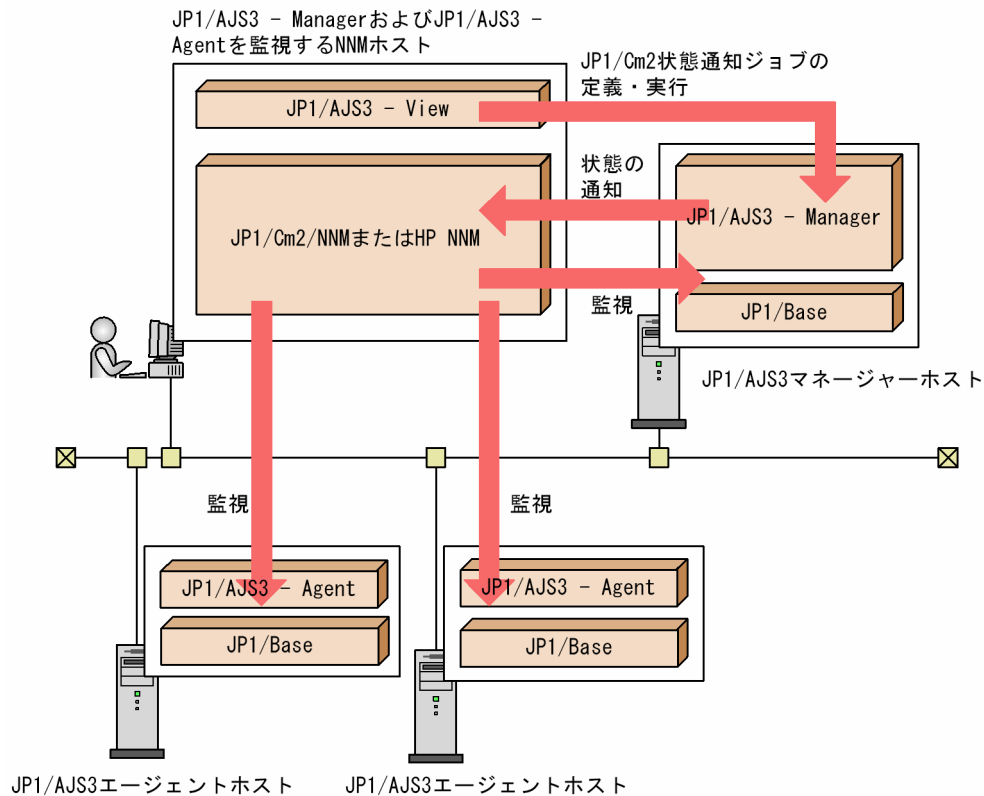 JP1/AJS3 - ManagerおよびJP1/AJS3 -
Agentを監視するNNMホスト
JP1/Cm2状態通知ジョブの
定義・実行
JP1/AJS3 - View
状態の
通知
JP1/AJS3 - Manager
JP1/Cm2/NNMまたはHP NNM
監視
JP1/Base
JP1/AJS3マネージャーホスト
監視
監視
JP1/AJS3 - Agent
JP1/Base
JP1/AJS3 - Agent
JP1/Base
JP1/AJS3エージェントホスト
JP1/AJS3エージェントホスト